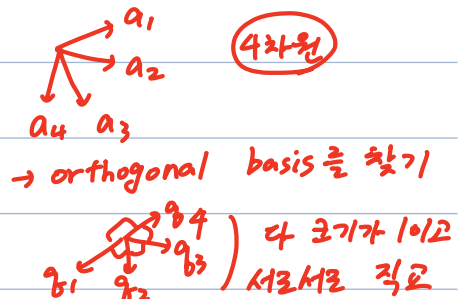 a₁
4차원
a₂
a₄ a₃
→ orthogonal basis를 찾기
q₄
q₃ ) 다 크기가 1이고
q₁ q₂ 서로서로 직교